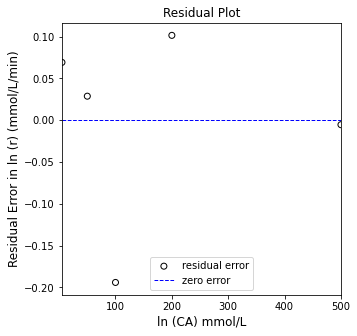 Residual Plot
Residual Error in ln (r) (mmol/L/min)
0.10
0.05
0.00
−0.05
−0.10
−0.15
−0.20
residual error
zero error
100 200 300 400 500
ln (CA) mmol/L